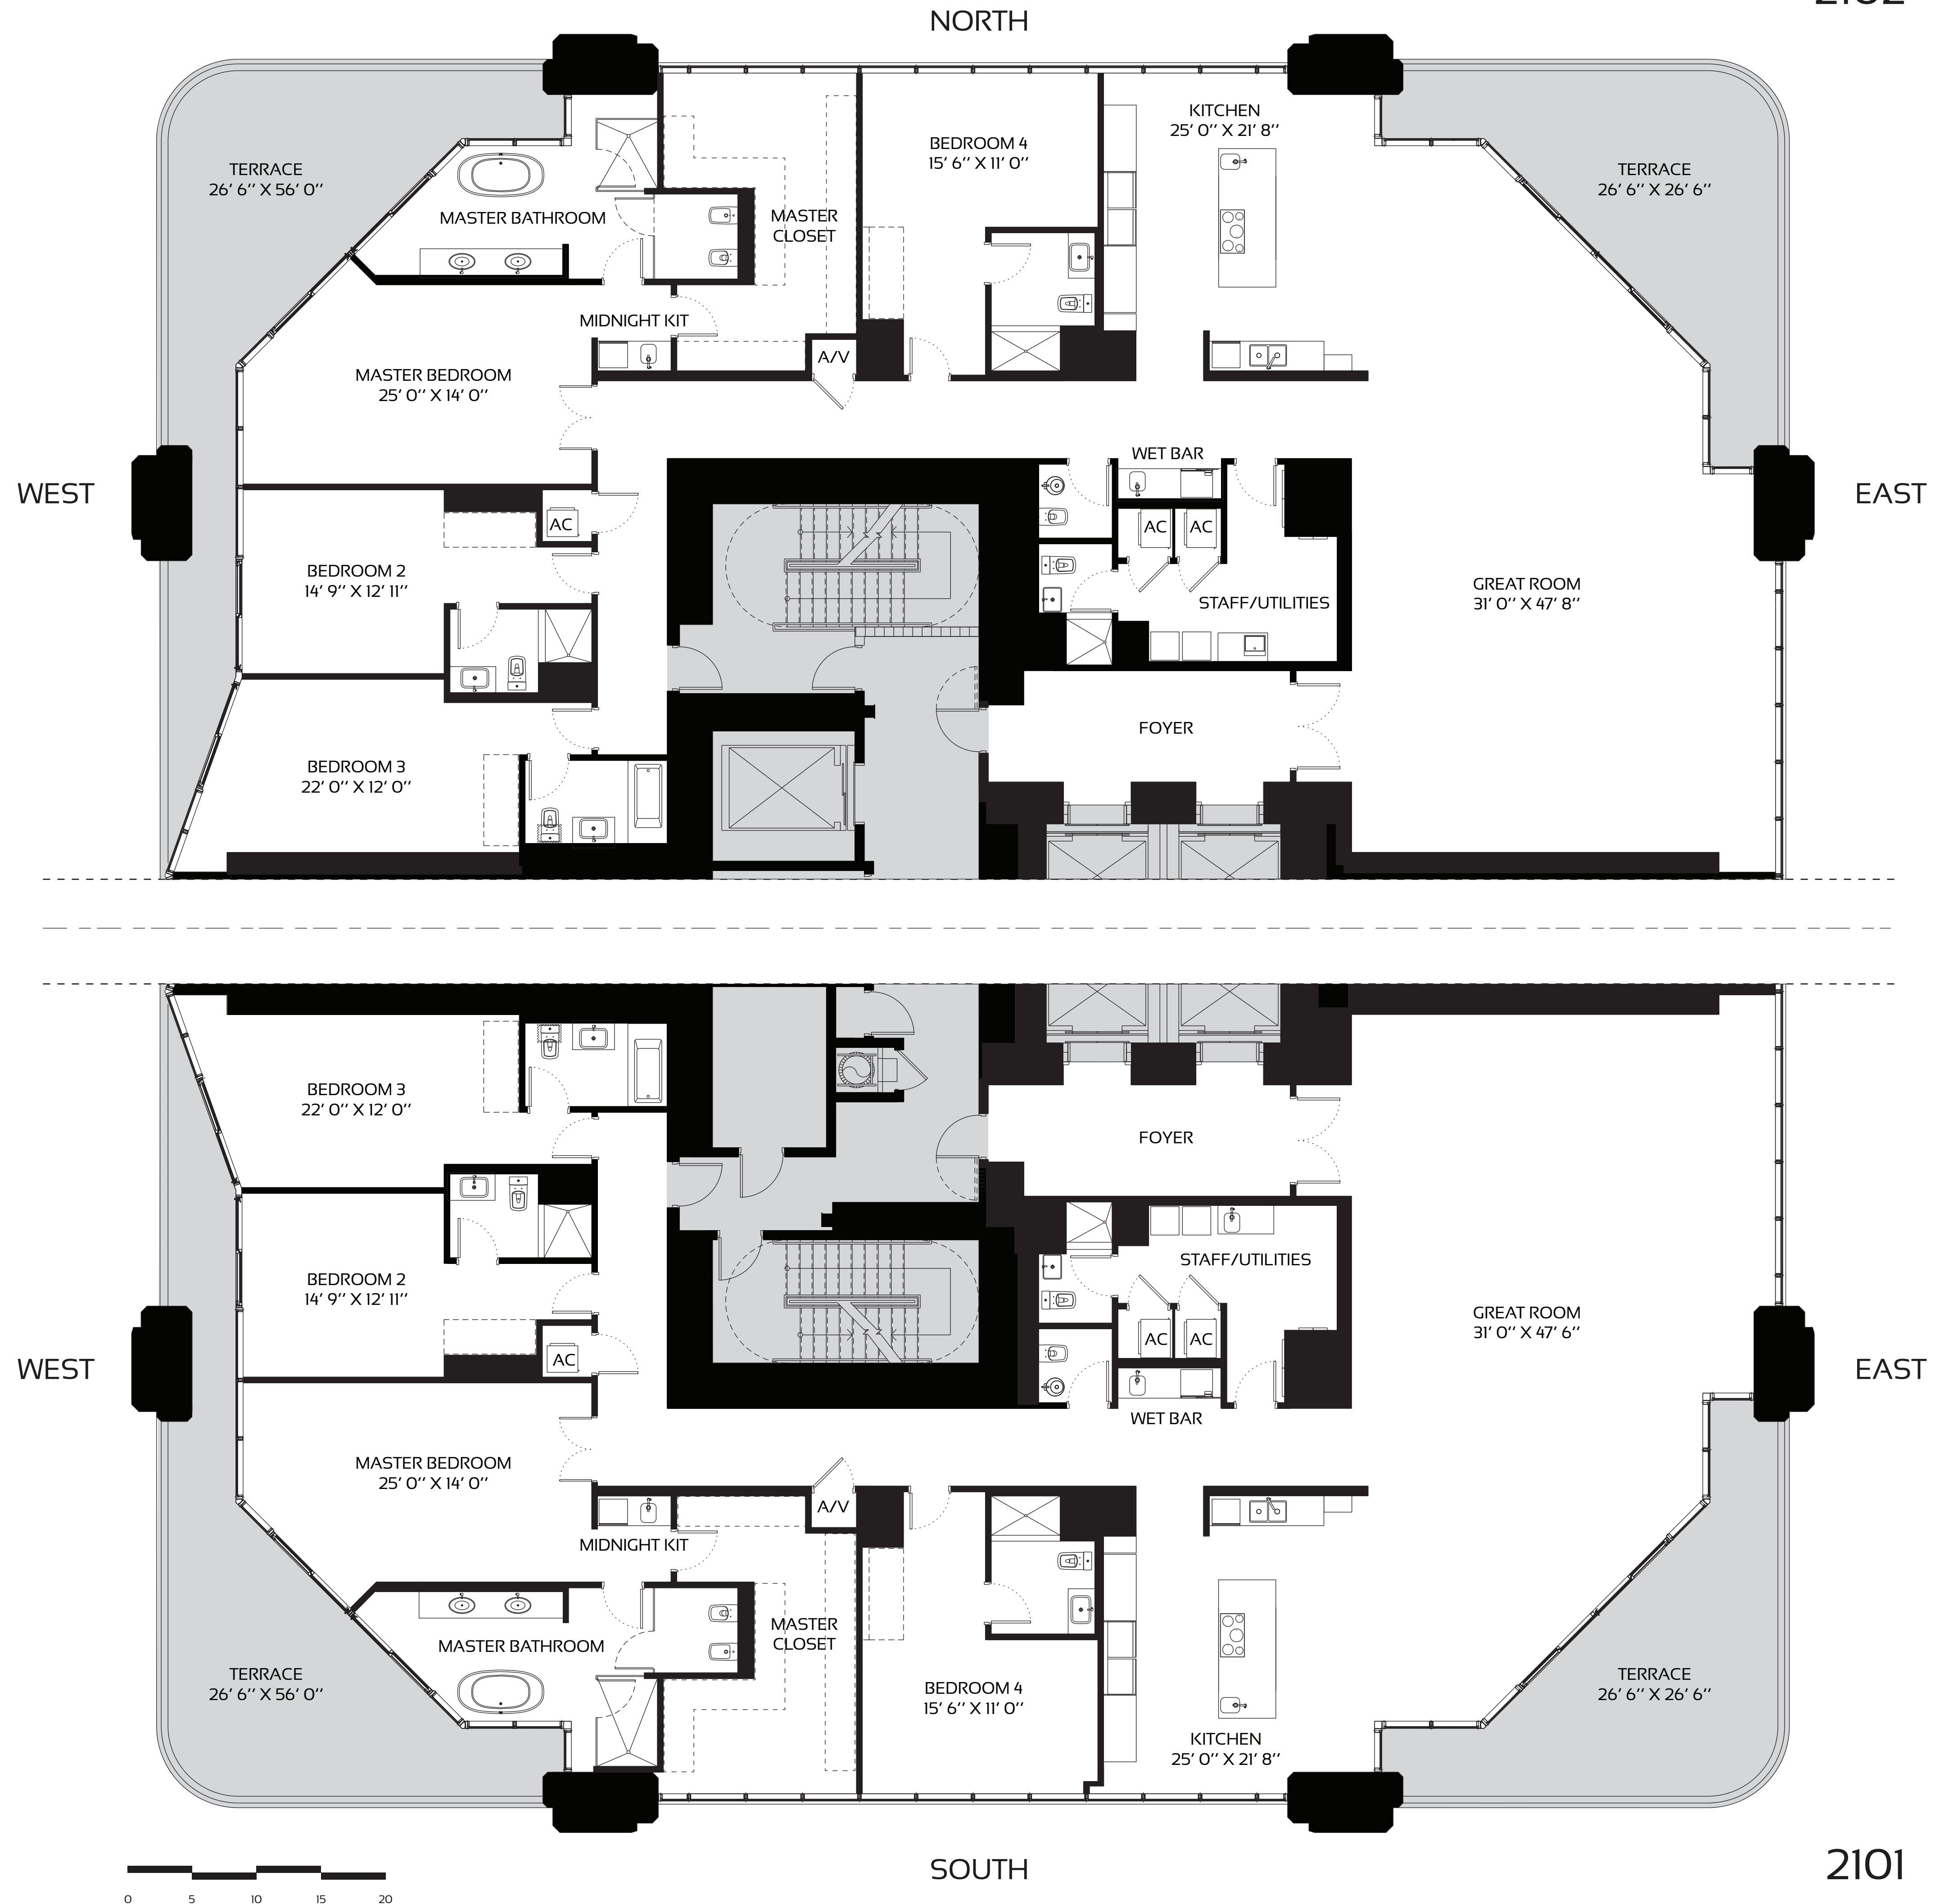 NORTH
TERRACE
26' 6'' X 56' 0''
MASTER BATHROOM
MASTER
CLOSET
BEDROOM 4
15' 6'' X 11' 0''
KITCHEN
25' 0'' X 21' 8''
TERRACE
26' 6'' X 26' 6''
MIDNIGHT KIT
A/V
MASTER BEDROOM
25' 0'' X 14' 0''
WEST
WET BAR
EAST
AC
AC
AC
BEDROOM 2
14' 9'' X 12' 11''
STAFF/UTILITIES
GREAT ROOM
31' 0'' X 47' 8''
FOYER
BEDROOM 3
22' 0'' X 12' 0''
BEDROOM 3
22' 0'' X 12' 0''
FOYER
STAFF/UTILITIES
BEDROOM 2
14' 9'' X 12' 11''
GREAT ROOM
31' 0'' X 47' 6''
AC
AC
AC
WEST
EAST
WET BAR
MASTER BEDROOM
25' 0'' X 14' 0''
A/V
MIDNIGHT KIT
MASTER
CLOSET
MASTER BATHROOM
TERRACE
26' 6'' X 56' 0''
BEDROOM 4
15' 6'' X 11' 0''
TERRACE
26' 6'' X 26' 6''
KITCHEN
25' 0'' X 21' 8''
SOUTH
2101
0 5 10 15 20